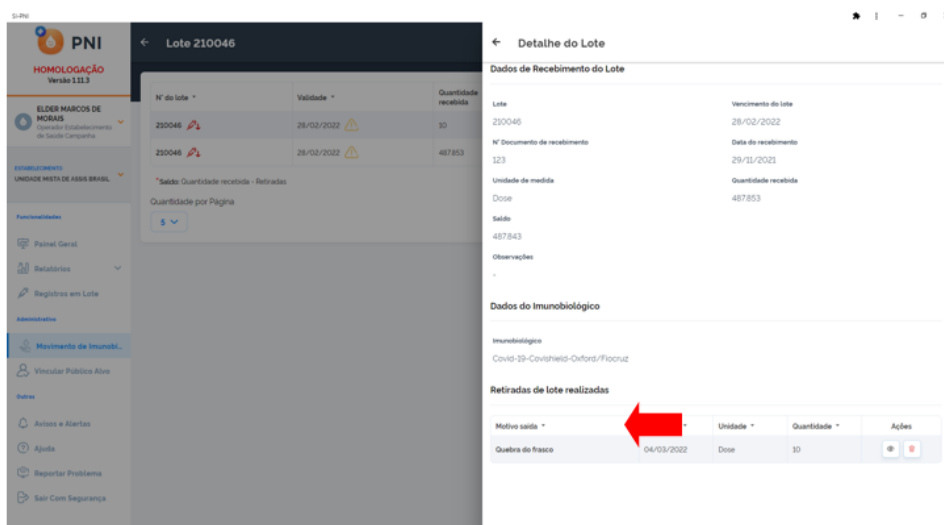 SI-PNI
PNI
HOMOLOGAÇÃO
Versão 1.11.3
ELDER MARCOS DE
MORAIS
Operador Estabelecimento
de Saúde Campanha
ESTABELECIMENTO
UNIDADE MISTA DE ASSIS BRASIL
Funcionalidades
Painel Geral
Relatórios
Registros em Lote
Administrativo
Movimento de Imunobi...
Vincular Público Alvo
Outros
Avisos e Alertas
Ajuda
Reportar Problema
Sair Com Segurança
Lote 210046
N° do lote Validade Quantidade
recebida
210046 28/02/2022 10
210046 28/02/2022 487.853
*Saldo: Quantidade recebida - Retiradas
Quantidade por Página
5
Detalhe do Lote
Dados de Recebimento do Lote
Lote Vencimento do lote
210046 28/02/2022
N° Documento de recebimento Data do recebimento
123 29/11/2021
Unidade de medida Quantidade recebida
Dose 487.853
Saldo
487.843
Observações
-
Dados do Imunobiológico
Imunobiológico
Covid-19-Covishield-Oxford/Fiocruz
Retiradas de lote realizadas
Motivo saída Unidade Quantidade Ações
Quebra do frasco 04/03/2022 Dose 10